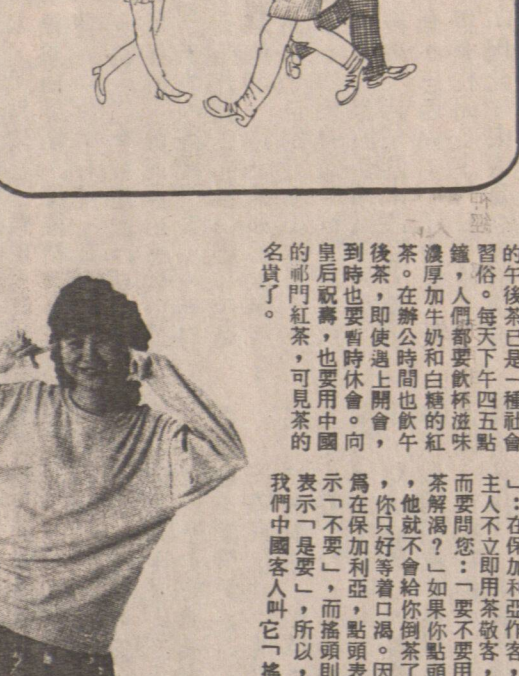 的午後茶已是一種社會
習俗。每天下午四五點
鐘，人們都要飲杯滋味
濃厚加牛奶和白糖的紅
茶。在辦公時間也飲午
後茶，即使遇上開會，
到時也要暫時休會。向
皇后祝壽，也要用中國
的祁門紅茶，可見茶的
名貴了。
」：在保加利亞作客，
主人不立即用茶敬客，
而要問您：「要不要用
茶解渴？」如果你點頭
，他就不會給你倒茶了
，你只好等着口渴。因
爲在保加利亞，點頭表
示「不要」，而搖頭則
表示「是要」，所以，
我們中國客人叫它「搖